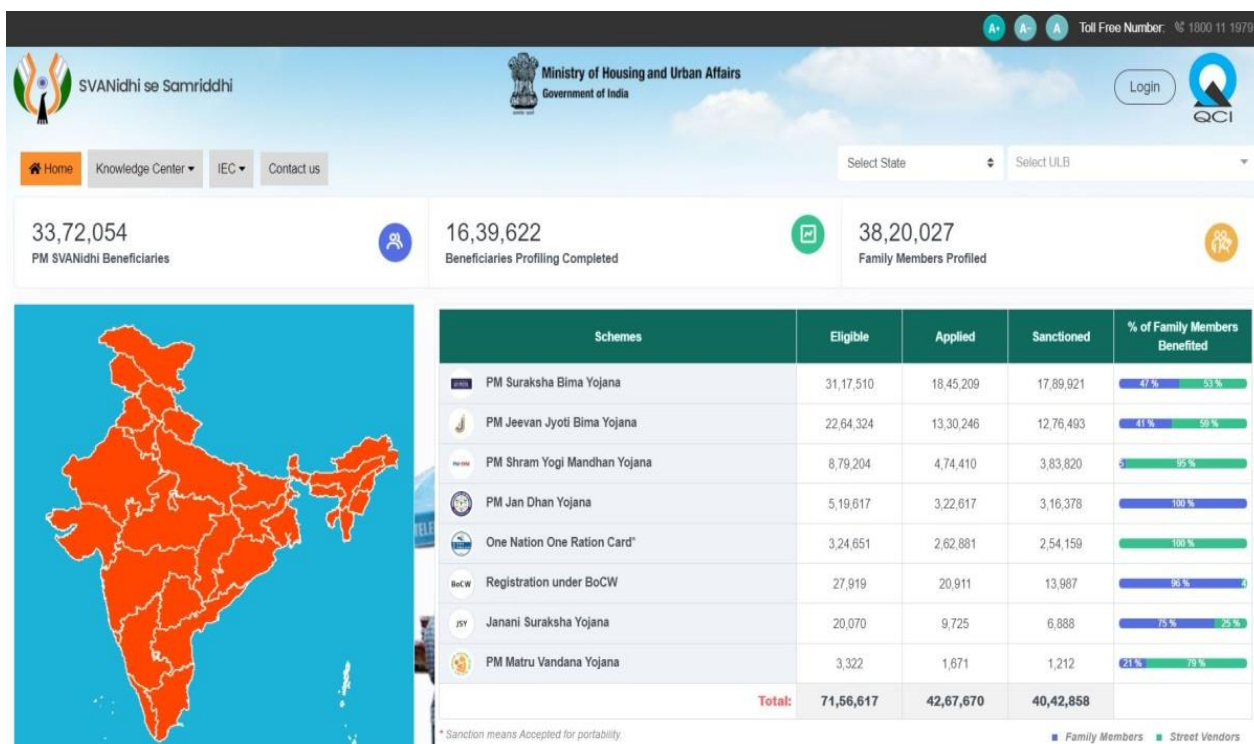 A+ A- A Toll Free Number: 1800 11 1979
SVANidhi se Samriddhi
Ministry of Housing and Urban Affairs
Government of India
Login
QCI
Home Knowledge Center IEC Contact us Select State Select ULB
33,72,054 16,39,622 38,20,027
PM SVANidhi Beneficiaries Beneficiaries Profiling Completed Family Members Profiled
Schemes Eligible Applied Sanctioned % of Family Members Benefited
PM Suraksha Bima Yojana 31,17,510 18,45,209 17,89,921 47 % 53 %
PM Jeevan Jyoti Bima Yojana 22,64,324 13,30,246 12,76,493 41 % 59 %
PM Shram Yogi Mandhan Yojana 8,79,204 4,74,410 3,83,820 95 %
PM Jan Dhan Yojana 5,19,617 3,22,617 3,16,378 100 %
One Nation One Ration Card* 3,24,651 2,62,881 2,54,159 100 %
BoCW Registration under BoCW 27,919 20,911 13,987 96 % 4
JSY Janani Suraksha Yojana 20,070 9,725 6,888 75 % 25 %
PM Matru Vandana Yojana 3,322 1,671 1,212 21 % 79 %
Total: 71,56,617 42,67,670 40,42,858
* Sanction means Accepted for portability
Family Members Street Vendors